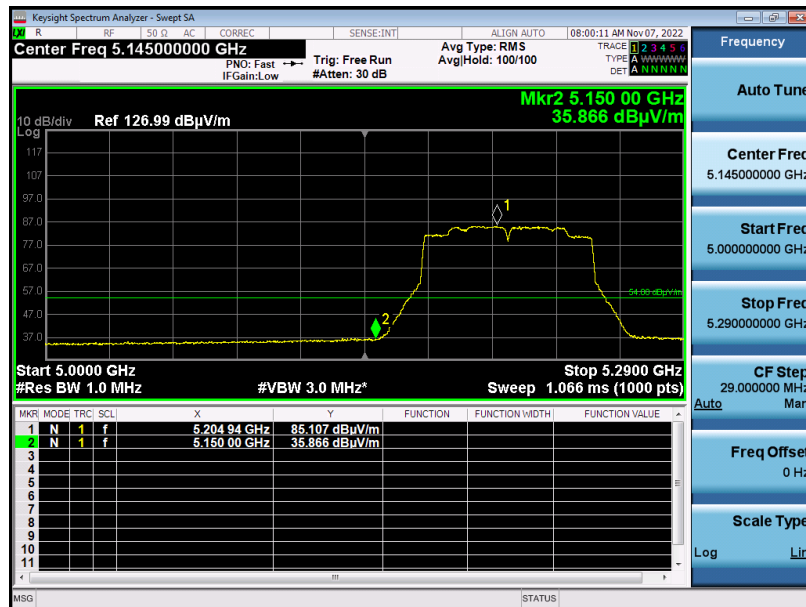 Keysight Spectrum Analyzer - Swept SA
R RF 50 Ω AC CORREC SENSE:INT ALIGN AUTO 08:00:11 AM Nov 07, 2022
Center Freq 5.145000000 GHz
PNO: Fast
IFGain:Low
Trig: Free Run
#Atten: 30 dB
Avg Type: RMS
Avg|Hold: 100/100
TRACE 1 2 3 4 5 6
TYPE A W W W W W
DET A N N N N N
Mkr2 5.150 00 GHz
35.866 dBµV/m
10 dB/div Ref 126.99 dBµV/m
Log
117
107
97.0
87.0
77.0
67.0
57.0
47.0
37.0
1
2
54.00 dBµV/m
Start 5.0000 GHz Stop 5.2900 GHz
#Res BW 1.0 MHz #VBW 3.0 MHz* Sweep 1.066 ms (1000 pts)
MKR MODE TRC SCL X Y FUNCTION FUNCTION WIDTH FUNCTION VALUE
1 N 1 f 5.204 94 GHz 85.107 dBµV/m
2 N 1 f 5.150 00 GHz 35.866 dBµV/m
3
4
5
6
7
8
9
10
11
MSG STATUS
Frequency
Auto Tune
Center Freq
5.145000000 GHz
Start Freq
5.000000000 GHz
Stop Freq
5.290000000 GHz
CF Step
29.000000 MHz
Auto Man
Freq Offset
0 Hz
Scale Type
Log Lin